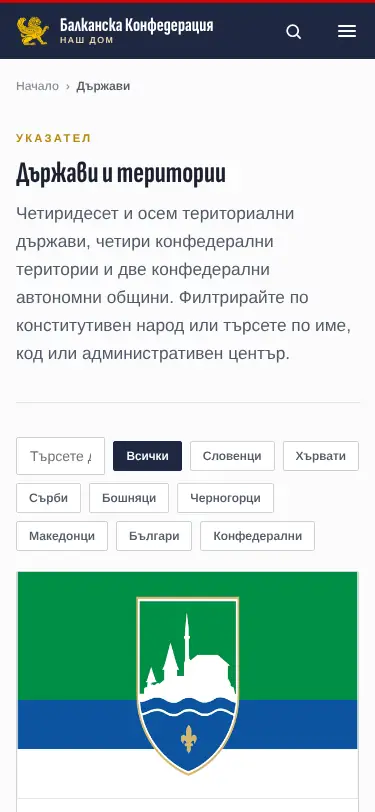 Балканска Конфедерация
НАШ ДОМ
Начало › Държави
УКАЗАТЕЛ
Държави и територии
Четиридесет и осем териториални
държави, четири конфедерални
територии и две конфедерални
автономни общини. Филтрирайте по
конститутивен народ или търсете по име,
код или административен център.
Търсете Всички Словенци Хървати
Сърби Бошняци Черногорци
Македонци Българи Конфедерални